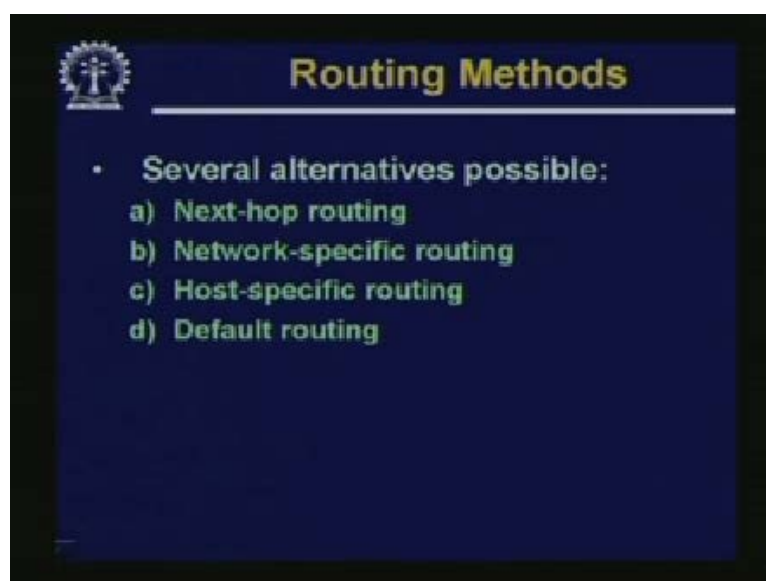 Routing Methods
• Several alternatives possible:
a) Next-hop routing
b) Network-specific routing
c) Host-specific routing
d) Default routing